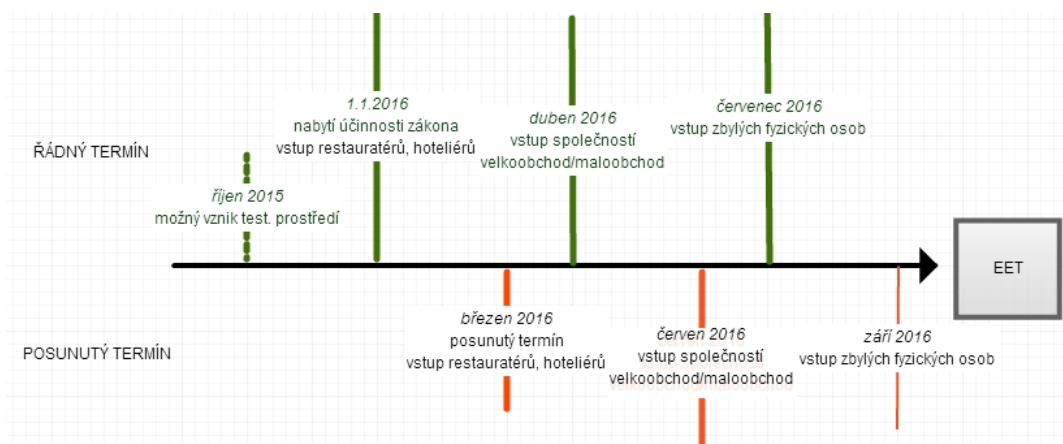 ŘÁDNÝ TERMÍN
říjen 2015
možný vznik test. prostředí
1.1.2016
nabytí účinnosti zákona
vstup restauratérů, hoteliérů
duben 2016
vstup společností
velkoobchod/maloobchod
červenec 2016
vstup zbylých fyzických osob
EET
POSUNUTÝ TERMÍN
březen 2016
posunutý termín
vstup restauratérů, hoteliérů
červen 2016
vstup společností
velkoobchod/maloobchod
září 2016
vstup zbylých fyzických osob